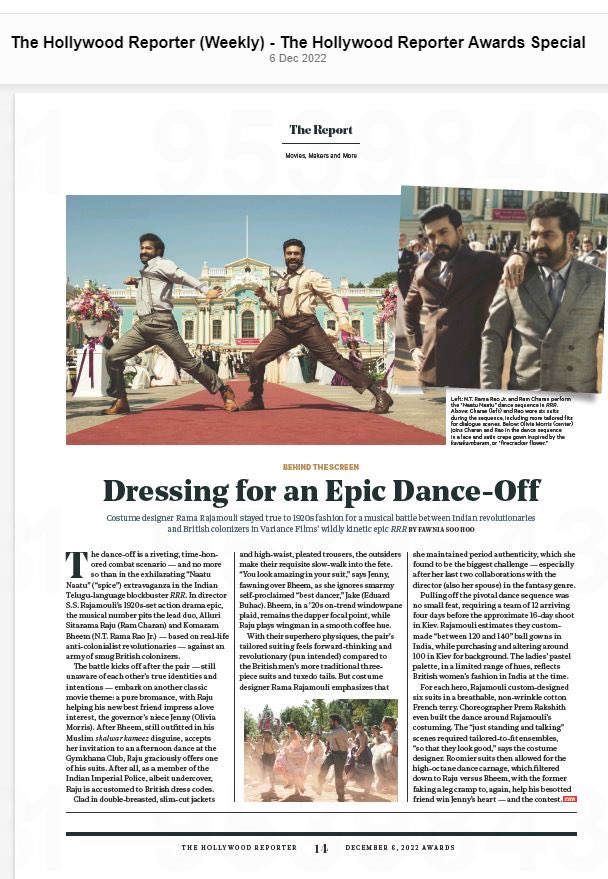 The Hollywood Reporter (Weekly) - The Hollywood Reporter Awards Special
6 Dec 2022
The Report
Movies, Makers and More
Left: N.T. Rama Rao Jr. and Ram Charan perform
the "Naatu Naatu" dance sequence in RRR.
Above: Charan (left) and Rao wore six suits
during the sequence, including more tailored fits
for dialogue scenes. Below: Olivia Morris (center)
joins Charan and Rao in the dance sequence
in a lace and satin crepe gown inspired by the
kanakambaram, or "firecracker flower."
BEHIND THE SCREEN
Dressing for an Epic Dance-Off
Costume designer Rama Rajamouli stayed true to 1920s fashion for a musical battle between Indian revolutionaries
and British colonizers in Variance Films' wildly kinetic epic RRR BY FAWNIA SOO HOO
The dance-off is a riveting, time-hon-
ored combat scenario — and no more
so than in the exhilarating "Naatu
Naatu" ("spice") extravaganza in the Indian
Telugu-language blockbuster RRR. In director
S.S. Rajamouli's 1920s-set action drama epic,
the musical number pits the lead duo, Alluri
Sitarama Raju (Ram Charan) and Komaram
Bheem (N.T. Rama Rao Jr.) — based on real-life
anti-colonialist revolutionaries — against an
army of smug British colonizers.
The battle kicks off after the pair — still
unaware of each other's true identities and
intentions — embark on another classic
movie theme: a pure bromance, with Raju
helping his new best friend impress a love
interest, the governor's niece Jenny (Olivia
Morris). After Bheem, still outfitted in his
Muslim shalwar kameez disguise, accepts
her invitation to an afternoon dance at the
Gymkhana Club, Raju graciously offers one
of his suits. After all, as a member of the
Indian Imperial Police, albeit undercover,
Raju is accustomed to British dress codes.
Clad in double-breasted, slim-cut jackets
and high-waist, pleated trousers, the outsiders
make their requisite slow-walk into the fete.
"You look amazing in your suit," says Jenny,
fawning over Bheem, as she ignores smarmy
self-proclaimed "best dancer," Jake (Eduard
Buhac). Bheem, in a '20s on-trend windowpane
plaid, remains the dapper focal point, while
Raju plays wingman in a smooth coffee hue.
With their superhero physiques, the pair's
tailored suiting feels forward-thinking and
revolutionary (pun intended) compared to
the British men's more traditional three-
piece suits and tuxedo tails. But costume
designer Rama Rajamouli emphasizes that
she maintained period authenticity, which she
found to be the biggest challenge — especially
after her last two collaborations with the
director (also her spouse) in the fantasy genre.
Pulling off the pivotal dance sequence was
no small feat, requiring a team of 12 arriving
four days before the approximate 16-day shoot
in Kiev. Rajamouli estimates they custom-
made "between 120 and 140" ball gowns in
India, while purchasing and altering around
100 in Kiev for background. The ladies' pastel
palette, in a limited range of hues, reflects
British women's fashion in India at the time.
For each hero, Rajamouli custom-designed
six suits in a breathable, non-wrinkle cotton
French terry. Choreographer Prem Rakshith
even built the dance around Rajamouli's
costuming. The "just standing and talking"
scenes required tailored-to-fit ensembles,
"so that they look good," says the costume
designer. Roomier suits then allowed for the
high-octane dance carnage, which filtered
down to Raju versus Bheem, with the former
faking a leg cramp to, again, help his besotted
friend win Jenny's heart — and the contest.
THE HOLLYWOOD REPORTER 14 DECEMBER 6, 2022 AWARDS